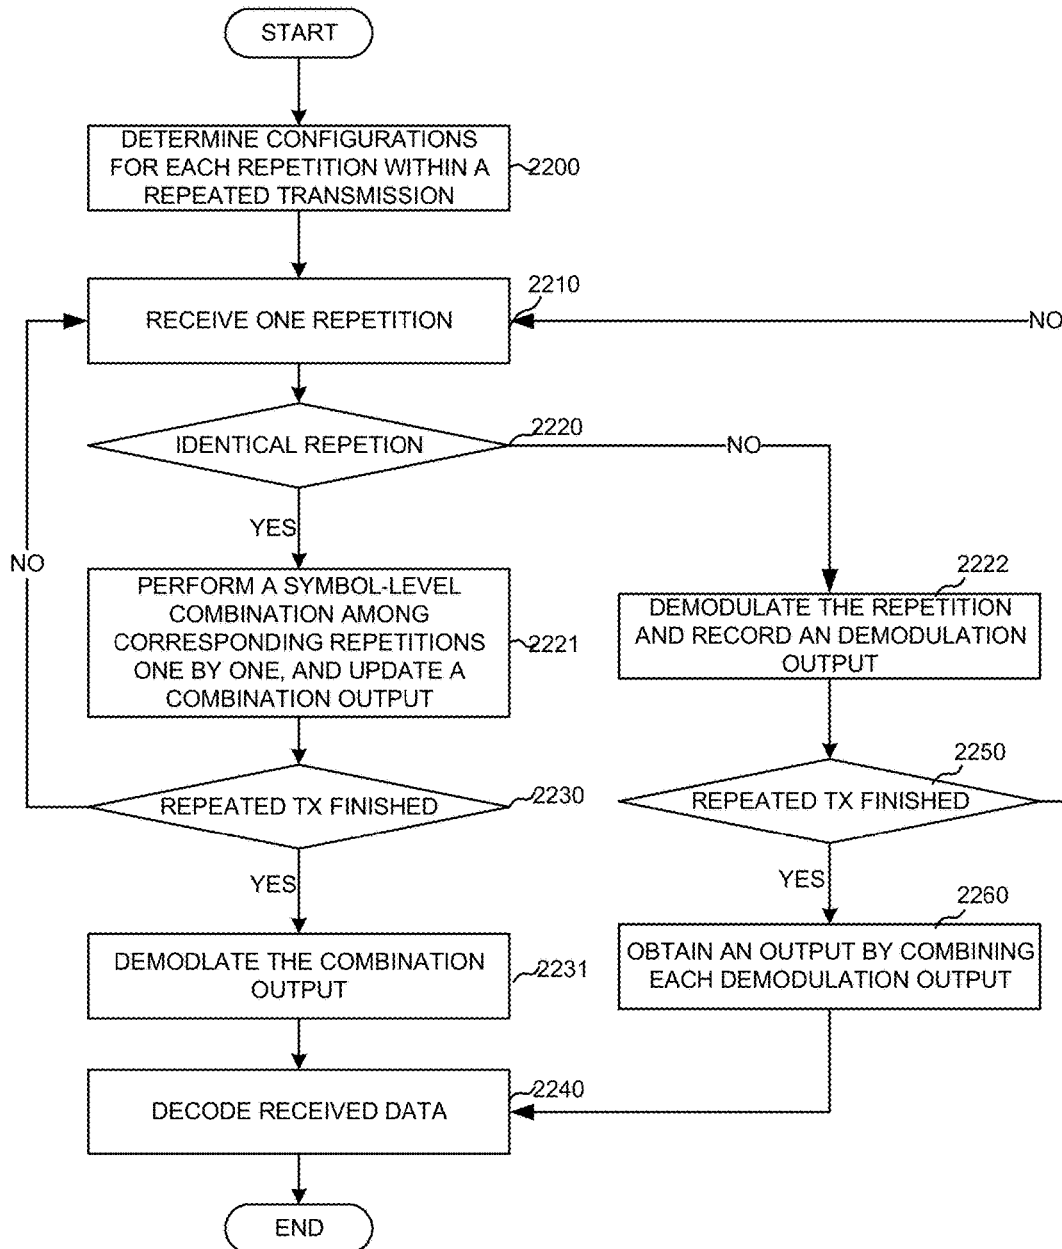 START
DETERMINE CONFIGURATIONS
FOR EACH REPETITION WITHIN A
REPEATED TRANSMISSION
2200
2210
RECEIVE ONE REPETITION
NO
2220
IDENTICAL REPETION
NO
YES
NO
PERFORM A SYMBOL-LEVEL
COMBINATION AMONG
CORRESPONDING REPETITIONS
ONE BY ONE, AND UPDATE A
COMBINATION OUTPUT
2221
2222
DEMODULATE THE REPETITION
AND RECORD AN DEMODULATION
OUTPUT
REPEATED TX FINISHED
2230
2250
REPEATED TX FINISHED
YES
YES
DEMODLATE THE COMBINATION
OUTPUT
2231
2260
OBTAIN AN OUTPUT BY COMBINING
EACH DEMODULATION OUTPUT
DECODE RECEIVED DATA
2240
END